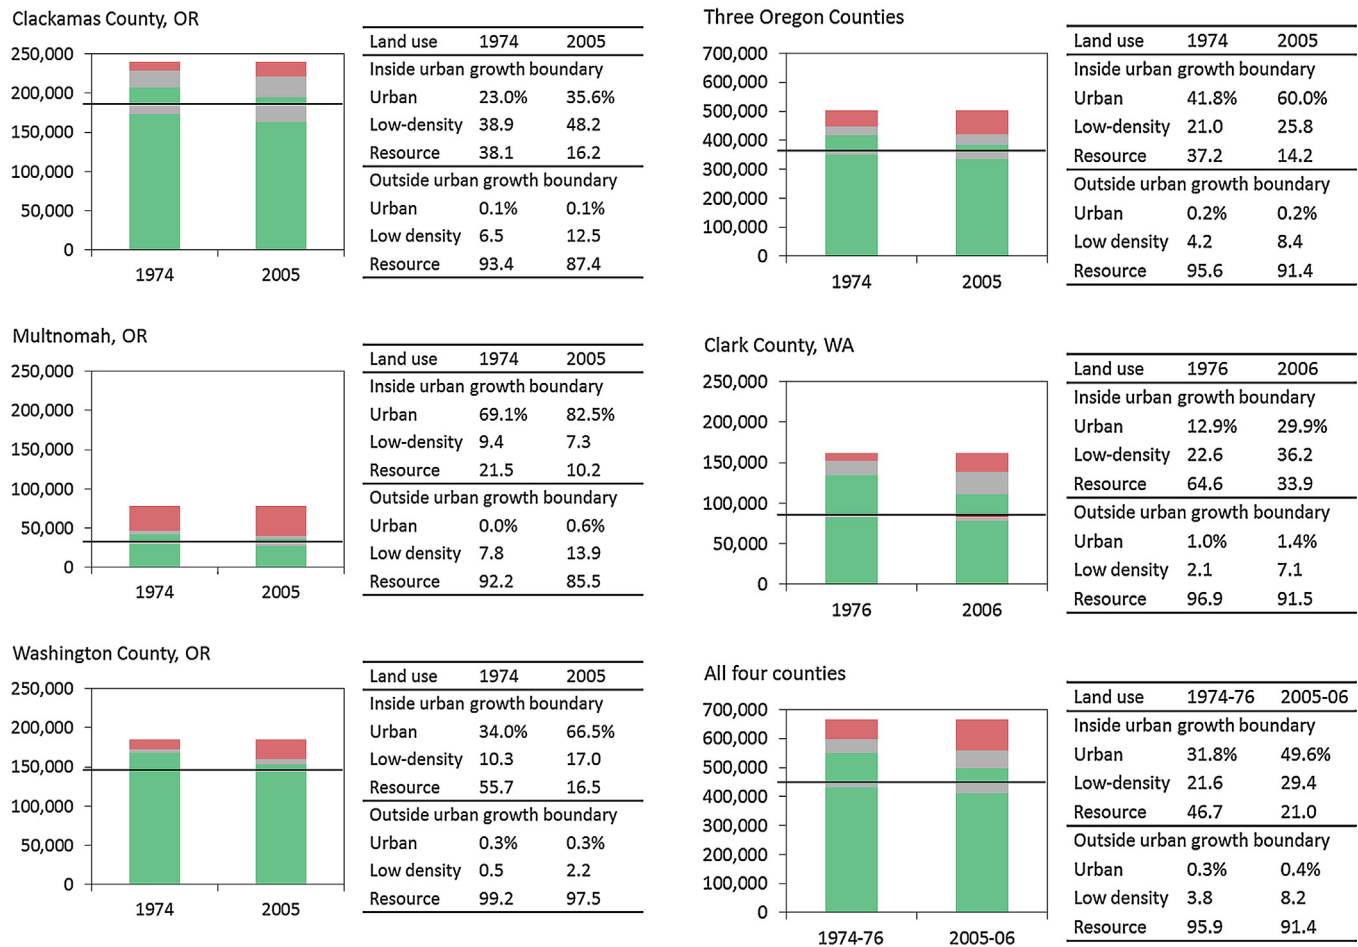 Clackamas County, OR
250,000
200,000
150,000
100,000
50,000
0
1974 2005
Land use 1974 2005
Inside urban growth boundary
Urban 23.0% 35.6%
Low-density 38.9 48.2
Resource 38.1 16.2
Outside urban growth boundary
Urban 0.1% 0.1%
Low density 6.5 12.5
Resource 93.4 87.4
Multnomah, OR
250,000
200,000
150,000
100,000
50,000
0
1974 2005
Land use 1974 2005
Inside urban growth boundary
Urban 69.1% 82.5%
Low-density 9.4 7.3
Resource 21.5 10.2
Outside urban growth boundary
Urban 0.0% 0.6%
Low density 7.8 13.9
Resource 92.2 85.5
Washington County, OR
250,000
200,000
150,000
100,000
50,000
0
1974 2005
Land use 1974 2005
Inside urban growth boundary
Urban 34.0% 66.5%
Low-density 10.3 17.0
Resource 55.7 16.5
Outside urban growth boundary
Urban 0.3% 0.3%
Low density 0.5 2.2
Resource 99.2 97.5
Three Oregon Counties
700,000
600,000
500,000
400,000
300,000
200,000
100,000
0
1974 2005
Land use 1974 2005
Inside urban growth boundary
Urban 41.8% 60.0%
Low-density 21.0 25.8
Resource 37.2 14.2
Outside urban growth boundary
Urban 0.2% 0.2%
Low density 4.2 8.4
Resource 95.6 91.4
Clark County, WA
250,000
200,000
150,000
100,000
50,000
0
1976 2006
Land use 1976 2006
Inside urban growth boundary
Urban 12.9% 29.9%
Low-density 22.6 36.2
Resource 64.6 33.9
Outside urban growth boundary
Urban 1.0% 1.4%
Low density 2.1 7.1
Resource 96.9 91.5
All four counties
700,000
600,000
500,000
400,000
300,000
200,000
100,000
0
1974-76 2005-06
Land use 1974-76 2005-06
Inside urban growth boundary
Urban 31.8% 49.6%
Low-density 21.6 29.4
Resource 46.7 21.0
Outside urban growth boundary
Urban 0.3% 0.4%
Low density 3.8 8.2
Resource 95.9 91.4